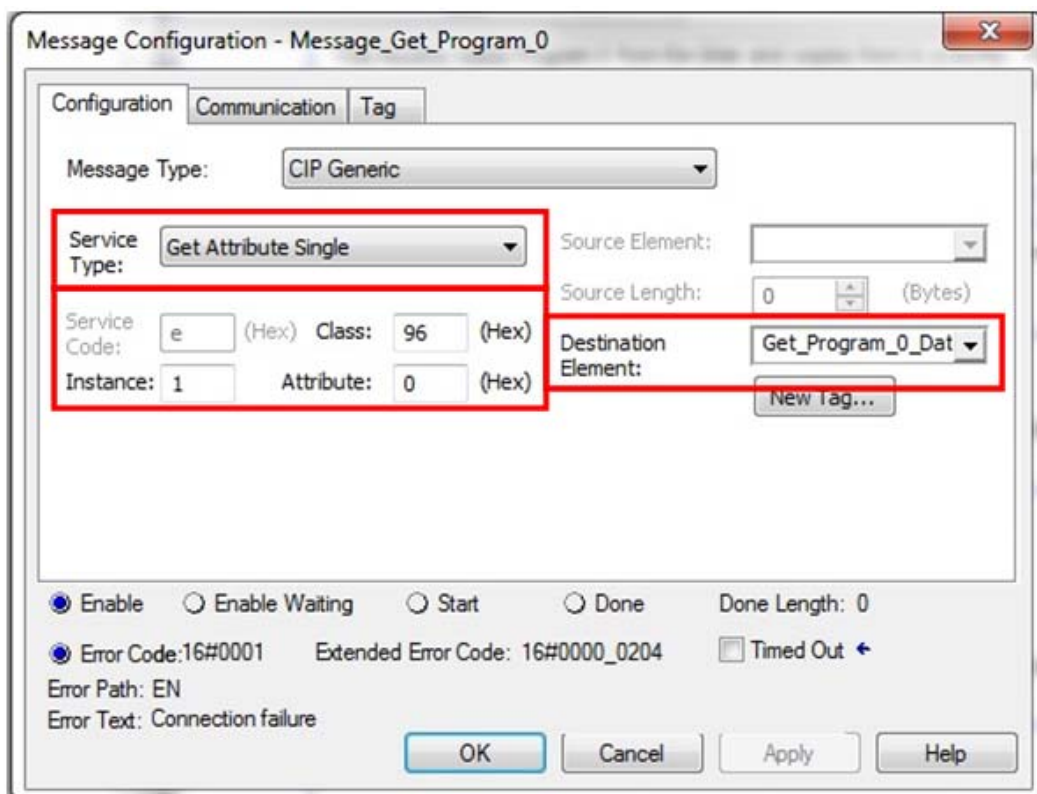 Message Configuration - Message_Get_Program_0
Configuration Communication Tag
Message Type: CIP Generic
Service Type: Get Attribute Single
Source Element:
Source Length: 0 (Bytes)
Service Code: e (Hex) Class: 96 (Hex)
Instance: 1 Attribute: 0 (Hex)
Destination Element: Get_Program_0_Dat
New Tag...
Enable Enable Waiting Start Done Done Length: 0
Error Code:16#0001 Extended Error Code: 16#0000_0204 Timed Out
Error Path: EN
Error Text: Connection failure
OK Cancel Apply Help